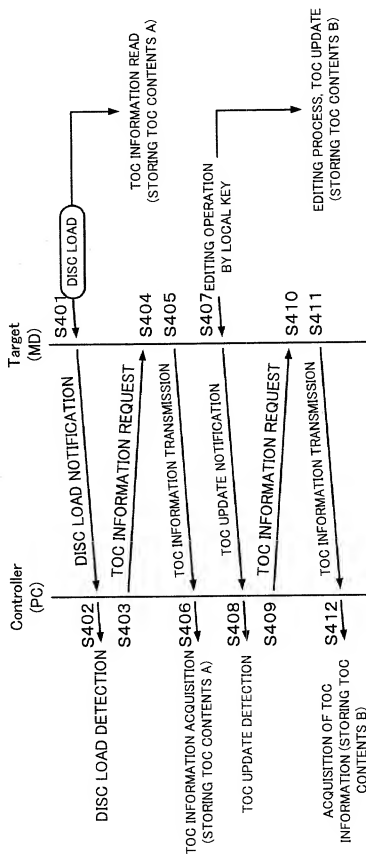 Controller
(PC)
Target
(MD)
S401
DISC LOAD
TOC INFORMATION READ
(STORING TOC CONTENTS A)
DISC LOAD NOTIFICATION
S402
DISC LOAD DETECTION
S403
TOC INFORMATION REQUEST
S404
S405
TOC INFORMATION TRANSMISSION
S406
TOC INFORMATION ACQUISITION
(STORING TOC CONTENTS A)
S407
EDITING OPERATION
BY LOCAL KEY
EDITING PROCESS, TOC UPDATE
(STORING TOC CONTENTS B)
TOC UPDATE NOTIFICATION
S408
TOC UPDATE DETECTION
S409
TOC INFORMATION REQUEST
S410
S411
TOC INFORMATION TRANSMISSION
S412
ACQUISITION OF TOC
INFORMATION (STORING TOC
CONTENTS B)